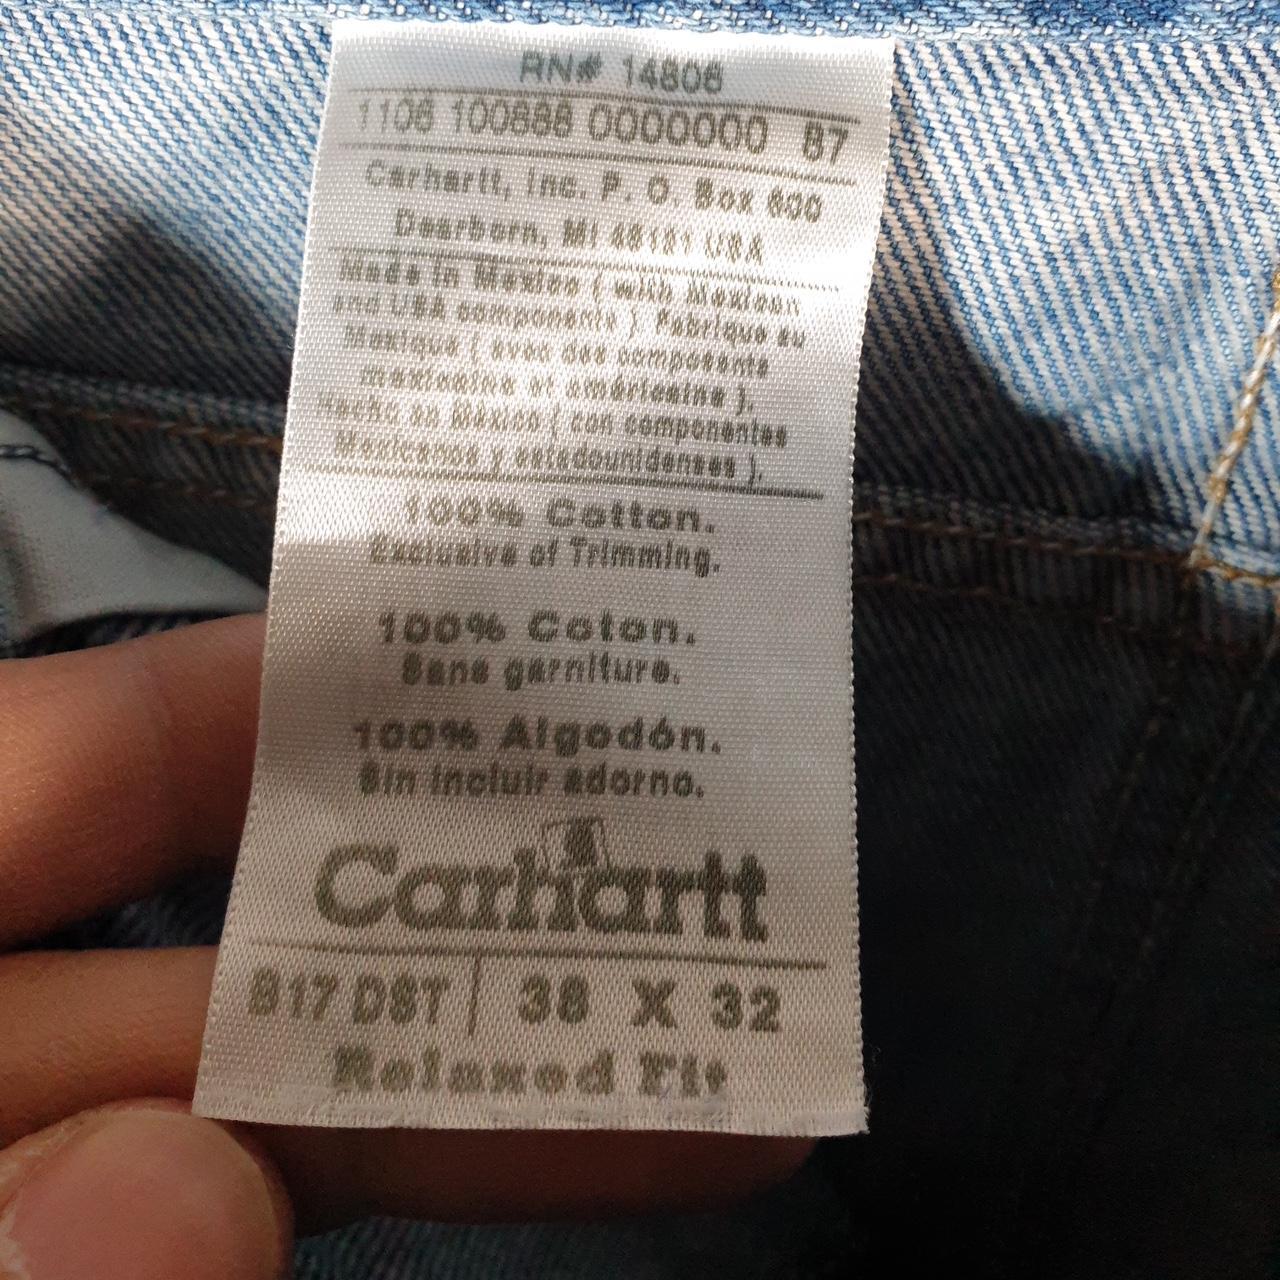 RN# 14806
1106 100888 0000000 B7
Carhartt, Inc. P. O. Box 600
Dearborn, MI 48121 USA
Made in Mexico ( with Mexican
and USA components ) Fabrique au
Mexique ( avec des composants
mexicains et américains ).
Hecho en México ( con componentes
Mexicanos y estadounidenses ).
100% Cotton.
Exclusive of Trimming.
100% Coton.
Sans garniture.
100% Algodón.
Sin incluir adorno.
Carhartt
B17 DST | 38 X 32
Relaxed Fit